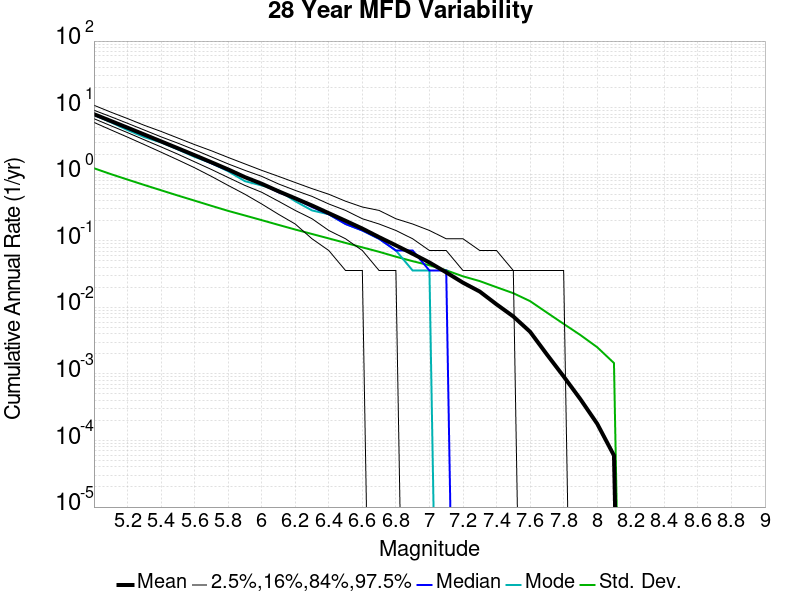 28 Year MFD Variability
10^2
10^1
10^0
10^-1
10^-2
10^-3
10^-4
10^-5
Cumulative Annual Rate (1/yr)
5.2 5.4 5.6 5.8 6 6.2 6.4 6.6 6.8 7 7.2 7.4 7.6 7.8 8 8.2 8.4 8.6 8.8 9
Magnitude
Mean 2.5%,16%,84%,97.5% Median Mode Std. Dev.